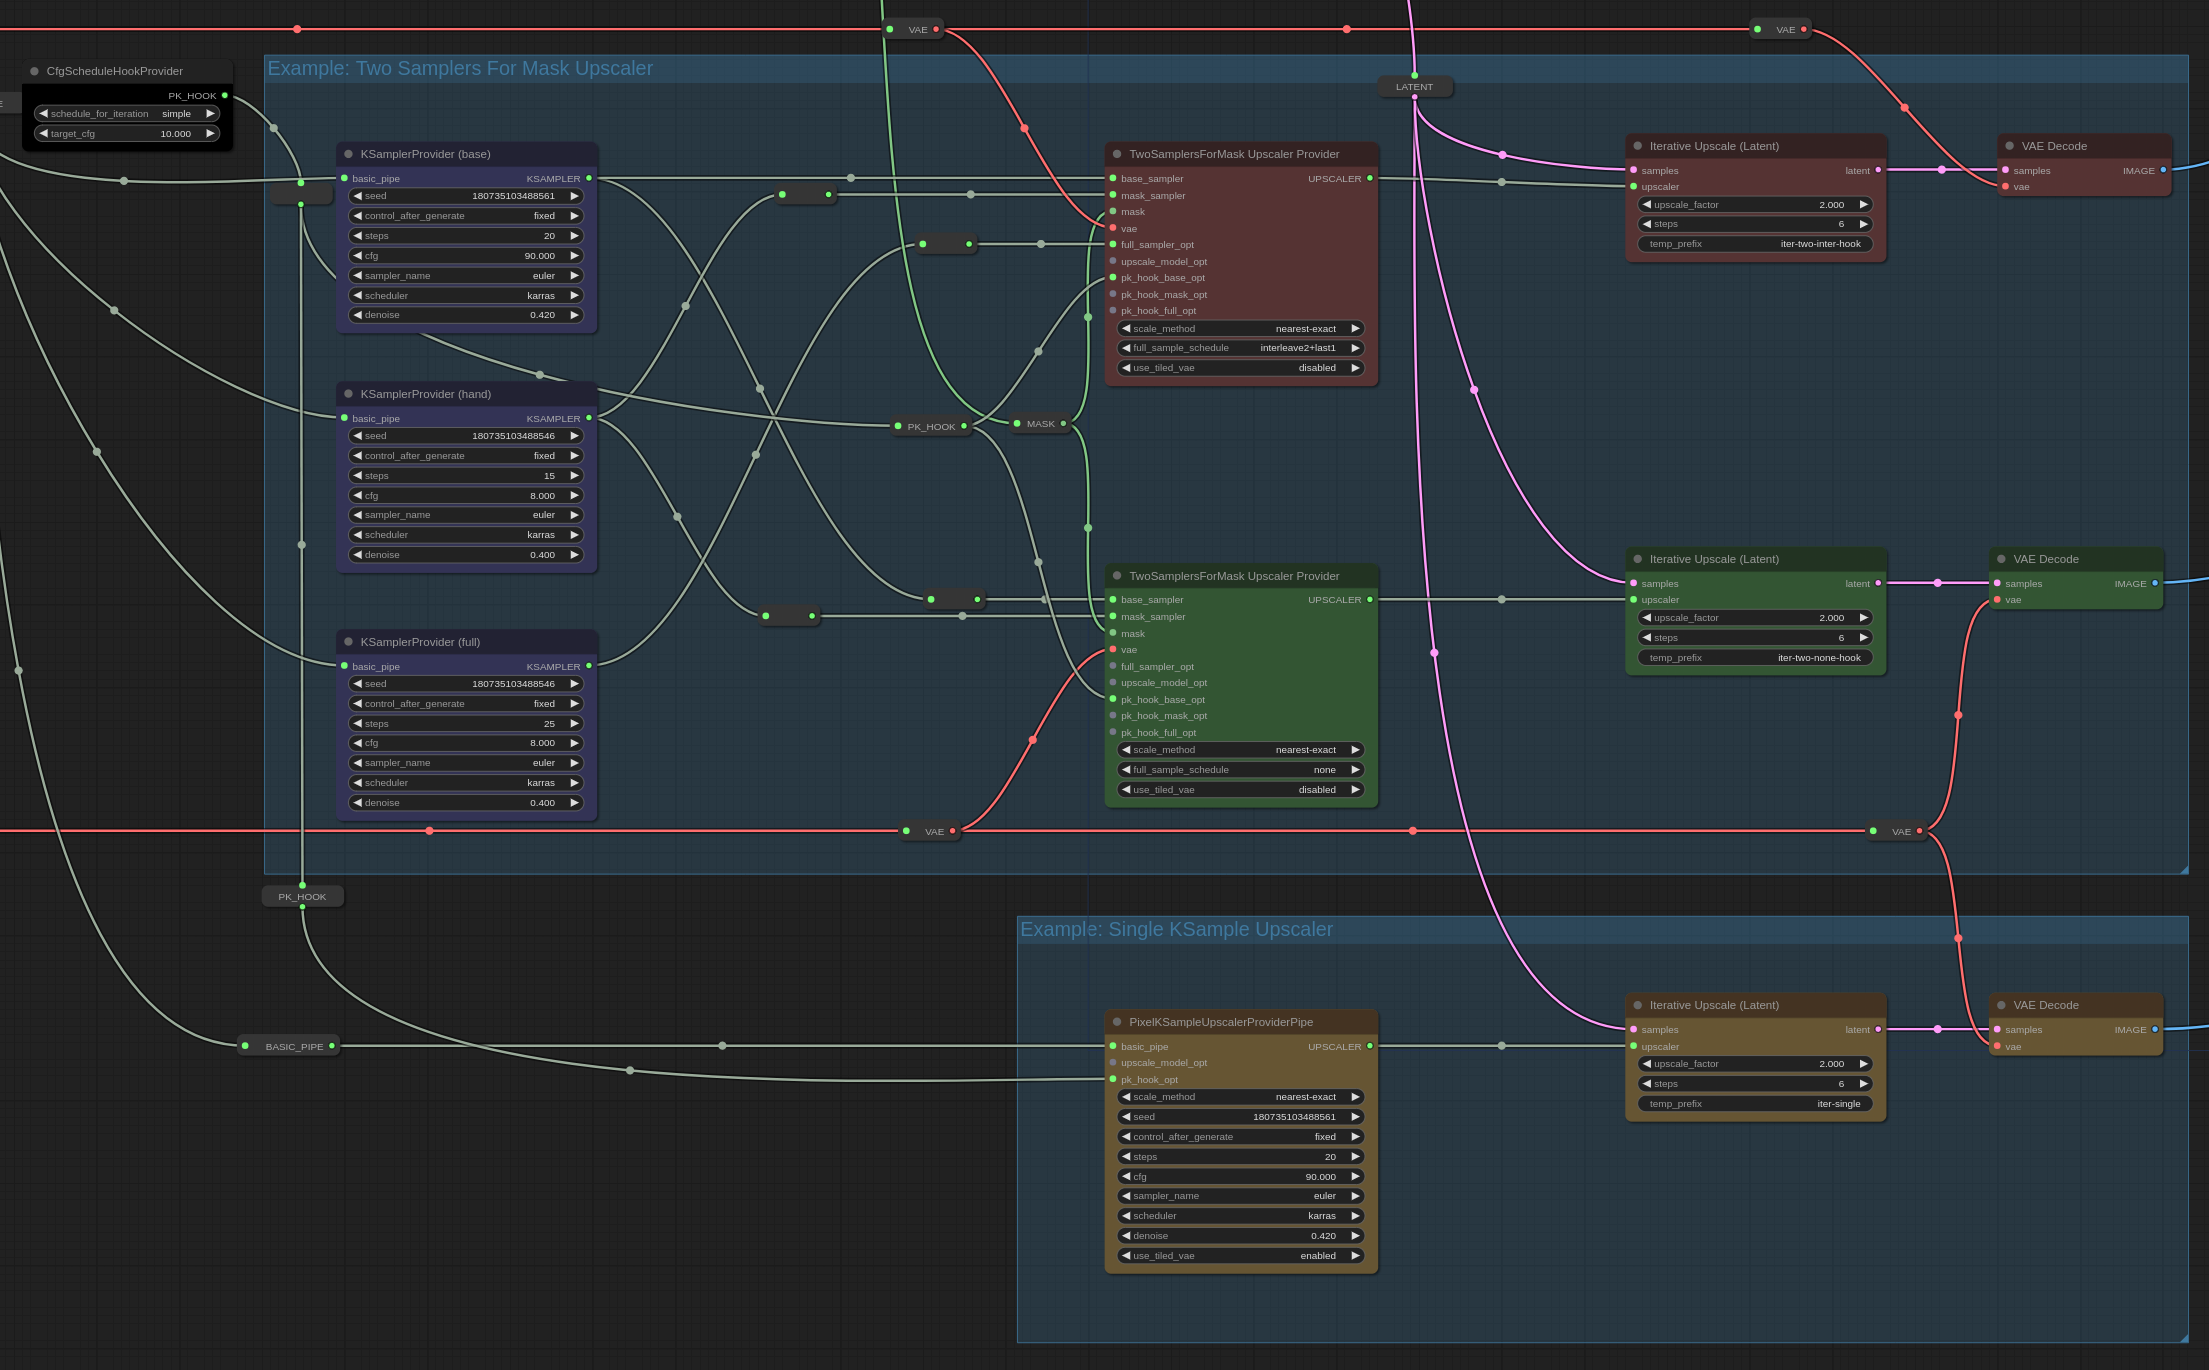 VAE
VAE
Example: Two Samplers For Mask Upscaler
CfgScheduleHookProvider
PK_HOOK
schedule_for_iteration simple
target_cfg 10.000
E
LATENT
KSamplerProvider (base)
basic_pipe KSAMPLER
seed 180735103488561
control_after_generate fixed
steps 20
cfg 90.000
sampler_name euler
scheduler karras
denoise 0.420
TwoSamplersForMask Upscaler Provider
base_sampler UPSCALER
mask_sampler
mask
vae
full_sampler_opt
upscale_model_opt
pk_hook_base_opt
pk_hook_mask_opt
pk_hook_full_opt
scale_method nearest-exact
full_sample_schedule interleave2+last1
use_tiled_vae disabled
Iterative Upscale (Latent)
samples latent
upscaler
upscale_factor 2.000
steps 6
temp_prefix iter-two-inter-hook
VAE Decode
samples IMAGE
vae
KSamplerProvider (hand)
basic_pipe KSAMPLER
seed 180735103488546
control_after_generate fixed
steps 15
cfg 8.000
sampler_name euler
scheduler karras
denoise 0.400
PK_HOOK
MASK
KSamplerProvider (full)
basic_pipe KSAMPLER
seed 180735103488546
control_after_generate fixed
steps 25
cfg 8.000
sampler_name euler
scheduler karras
denoise 0.400
TwoSamplersForMask Upscaler Provider
base_sampler UPSCALER
mask_sampler
mask
vae
full_sampler_opt
upscale_model_opt
pk_hook_base_opt
pk_hook_mask_opt
pk_hook_full_opt
scale_method nearest-exact
full_sample_schedule none
use_tiled_vae disabled
Iterative Upscale (Latent)
samples latent
upscaler
upscale_factor 2.000
steps 6
temp_prefix iter-two-none-hook
VAE Decode
samples IMAGE
vae
VAE
VAE
PK_HOOK
Example: Single KSample Upscaler
BASIC_PIPE
PixelKSampleUpscalerProviderPipe
basic_pipe UPSCALER
upscale_model_opt
pk_hook_opt
scale_method nearest-exact
seed 180735103488561
control_after_generate fixed
steps 20
cfg 90.000
sampler_name euler
scheduler karras
denoise 0.420
use_tiled_vae enabled
Iterative Upscale (Latent)
samples latent
upscaler
upscale_factor 2.000
steps 6
temp_prefix iter-single
VAE Decode
samples IMAGE
vae